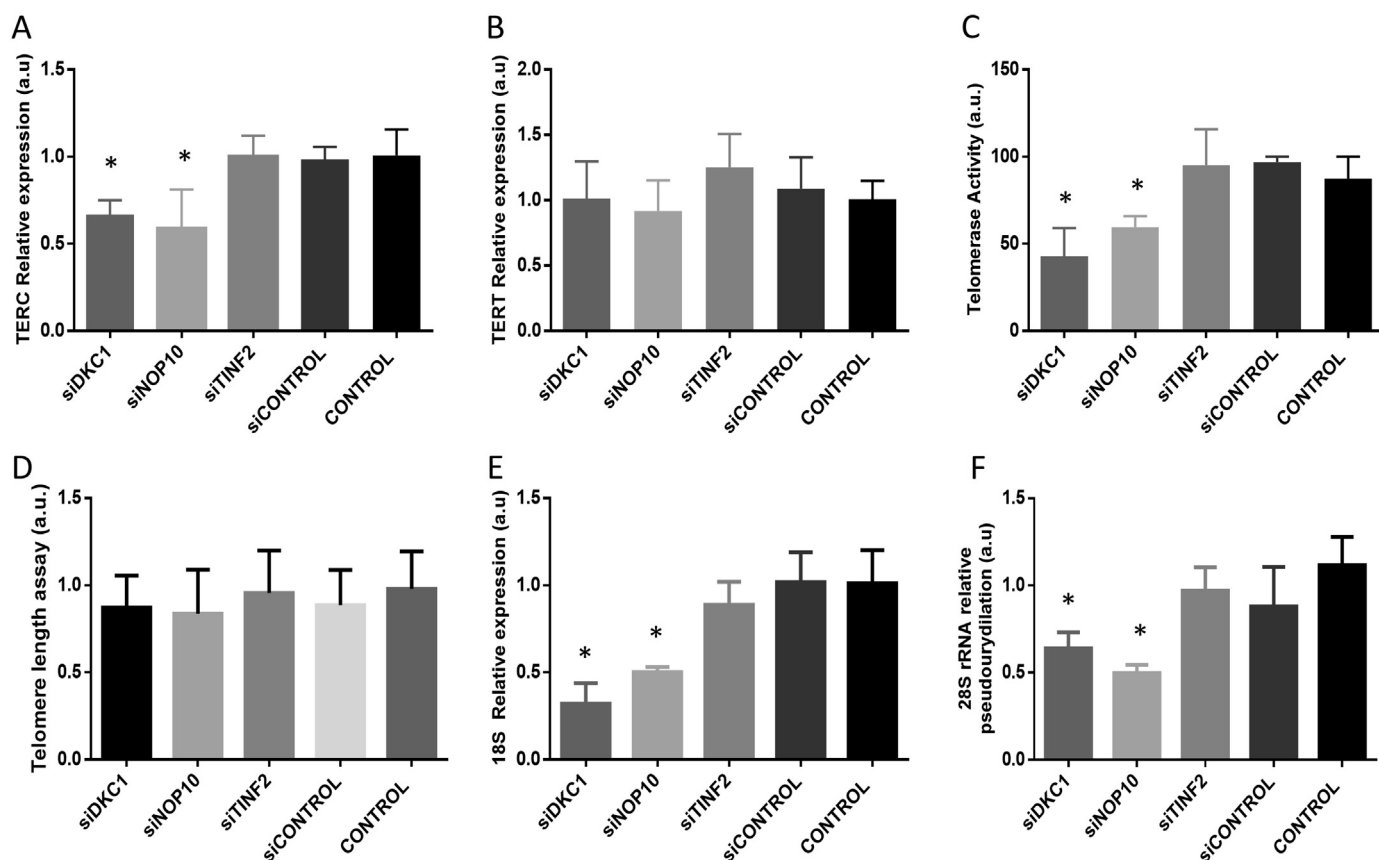 A
TERC Relative expression (a.u)
1.5
1.0
0.5
0.0
*
*
siDKC1
siNOP10
siTINF2
siCONTROL
CONTROL
B
TERT Relative expression (a.u)
2.0
1.5
1.0
0.5
0.0
siDKC1
siNOP10
siTINF2
siCONTROL
CONTROL
C
Telomerase Activity (a.u.)
150
100
50
0
*
*
siDKC1
siNOP10
siTINF2
siCONTROL
CONTROL
D
Telomere length assay (a.u.)
1.5
1.0
0.5
0.0
siDKC1
siNOP10
siTINF2
siCONTROL
CONTROL
E
18S Relative expression (a.u)
1.5
1.0
0.5
0.0
*
*
siDKC1
siNOP10
siTINF2
siCONTROL
CONTROL
F
28S rRNA relative
pseudourydilation (a.u)
1.5
1.0
0.5
0.0
*
*
siDKC1
siNOP10
siTINF2
siCONTROL
CONTROL